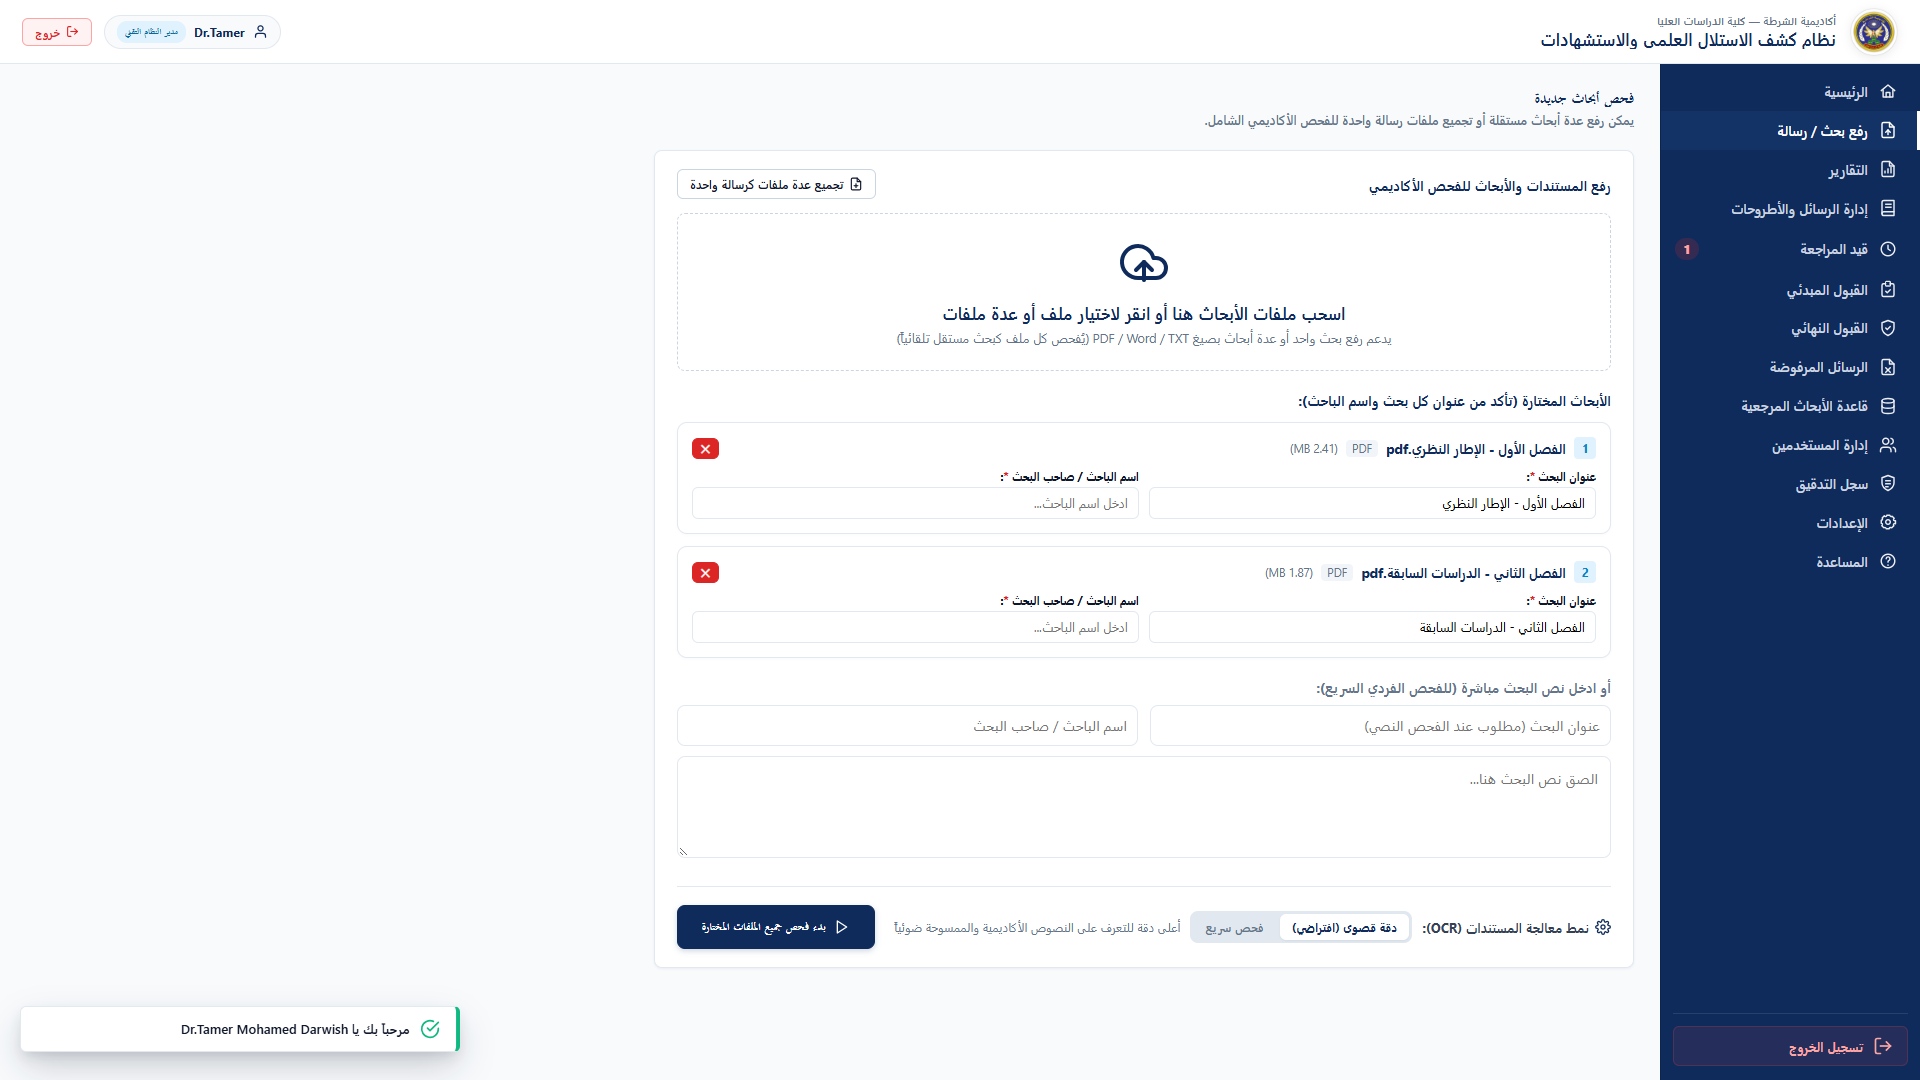 أكاديمية الشرطة — كلية الدراسات العليا
نظام كشف الاستلال العلمي والاستشهادات
Dr.Tamer
مدير النظام التقني
خروج
الرئيسية
رفع بحث / رسالة
التقارير
إدارة الرسائل والأطروحات
قيد المراجعة
1
القبول المبدئي
القبول النهائي
الرسائل المرفوضة
قاعدة الأبحاث المرجعية
إدارة المستخدمين
سجل التدقيق
الإعدادات
المساعدة
تسجيل الخروج
فحص أبحاث جديدة
يمكن رفع عدة أبحاث مستقلة أو تجميع ملفات رسالة واحدة للفحص الأكاديمي الشامل.
رفع المستندات والأبحاث للفحص الأكاديمي
تجميع عدة ملفات كرسالة واحدة
اسحب ملفات الأبحاث هنا أو انقر لاختيار ملف أو عدة ملفات
يدعم رفع بحث واحد أو عدة أبحاث بصيغ PDF / Word / TXT (يُفحص كل ملف كبحث مستقل تلقائياً)
الأبحاث المختارة (تأكد من عنوان كل بحث واسم الباحث):
1 الفصل الأول - الإطار النظري.pdf PDF (2.41 MB)
عنوان البحث *:
الفصل الأول - الإطار النظري
اسم الباحث / صاحب البحث *:
ادخل اسم الباحث...
2 الفصل الثاني - الدراسات السابقة.pdf PDF (1.87 MB)
عنوان البحث *:
الفصل الثاني - الدراسات السابقة
اسم الباحث / صاحب البحث *:
ادخل اسم الباحث...
أو ادخل نص البحث مباشرة (للفحص الفردي السريع):
عنوان البحث (مطلوب عند الفحص النصي)
اسم الباحث / صاحب البحث
الصق نص البحث هنا...
نمط معالجة المستندات (OCR):
دقة قصوى (افتراضي)
فحص سريع
أعلى دقة للتعرف على النصوص الأكاديمية والممسوحة ضوئياً
بدء فحص جميع الملفات المختارة
مرحباً بك يا Dr.Tamer Mohamed Darwish